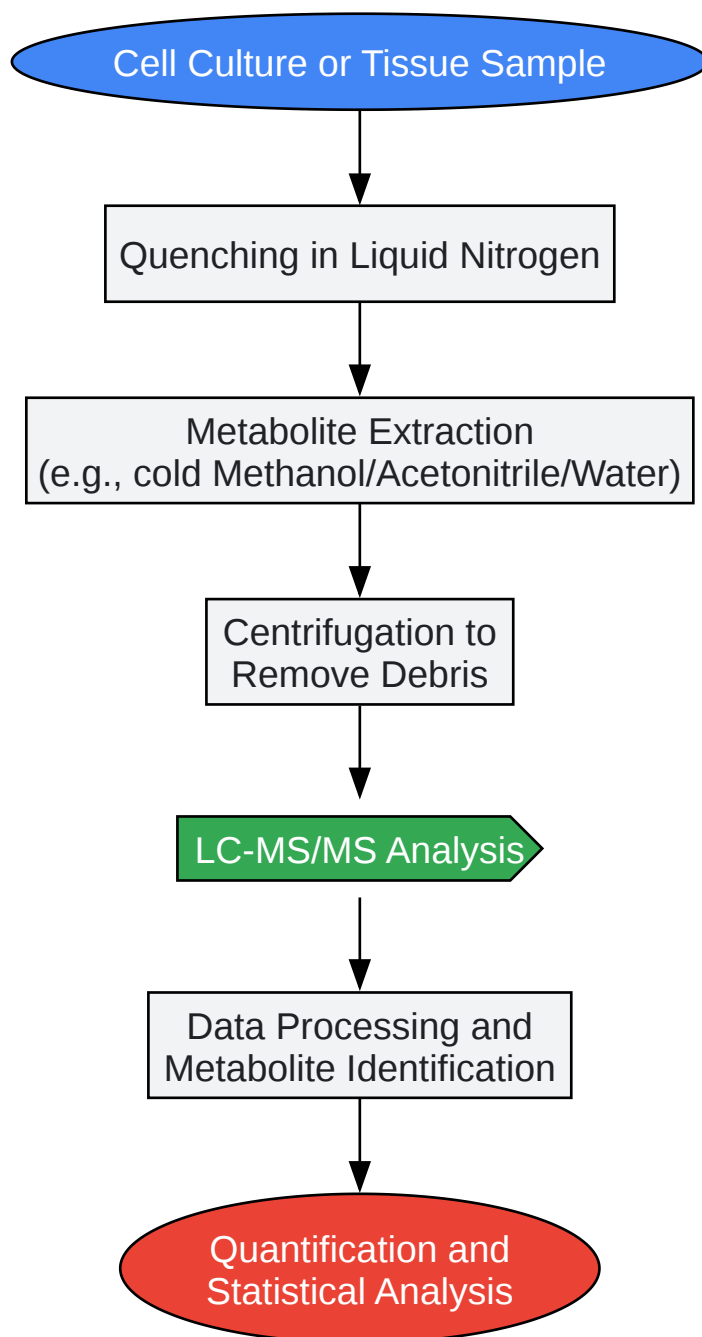 Cell Culture or Tissue Sample
Quenching in Liquid Nitrogen
Metabolite Extraction
(e.g., cold Methanol/Acetonitrile/Water)
Centrifugation to
Remove Debris
LC-MS/MS Analysis
Data Processing and
Metabolite Identification
Quantification and
Statistical Analysis